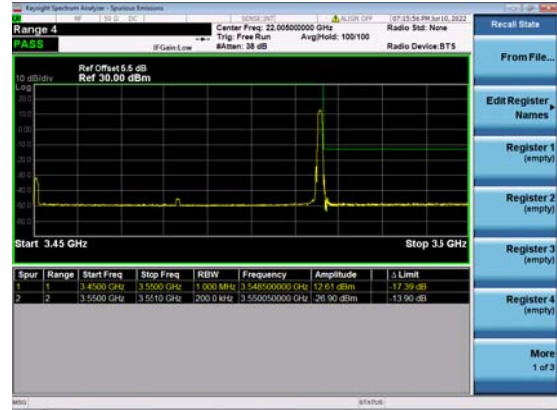 Keysight Spectrum Analyzer - Spurious Emissions
RF 50 Ω DC SENSE:INT ALIGN OFF 07:15:56 PM Jun 10, 2022
Range 4 Center Freq: 22.005000000 GHz Radio Std: None
Trig: Free Run Avg|Hold: 100/100
PASS IFGain:Low #Atten: 38 dB Radio Device: BTS
Ref Offset 5.5 dB
10 dB/div Ref 30.00 dBm
Log
20.0
10.0
0.00
-10.0
-20.0
-30.0
-40.0
-50.0
-60.0
Start 3.45 GHz Stop 3.5 GHz
Spur Range Start Freq Stop Freq RBW Frequency Amplitude Δ Limit
1 1 3.4500 GHz 3.5500 GHz 1.000 MHz 3.548500000 GHz 12.61 dBm -17.39 dB
2 2 3.5500 GHz 3.5510 GHz 200.0 kHz 3.550050000 GHz -26.90 dBm -13.90 dB
MSG STATUS
Recall State
From File...
Edit Register
Names
Register 1
(empty)
Register 2
(empty)
Register 3
(empty)
Register 4
(empty)
More
1 of 3